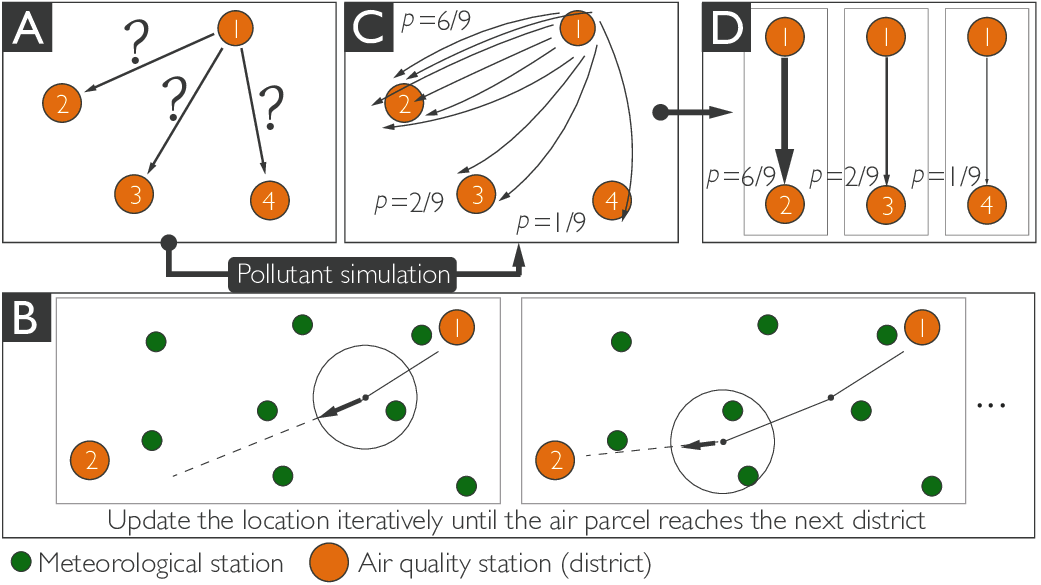 A
1
?
?
?
2
3
4
C
p=6/9
1
2
3
4
p=2/9
p=1/9
D
1
1
1
p=6/9
p=2/9
p=1/9
2
3
4
Pollutant simulation
B
1
2
1
2
...
Update the location iteratively until the air parcel reaches the next district
Meteorological station
Air quality station (district)